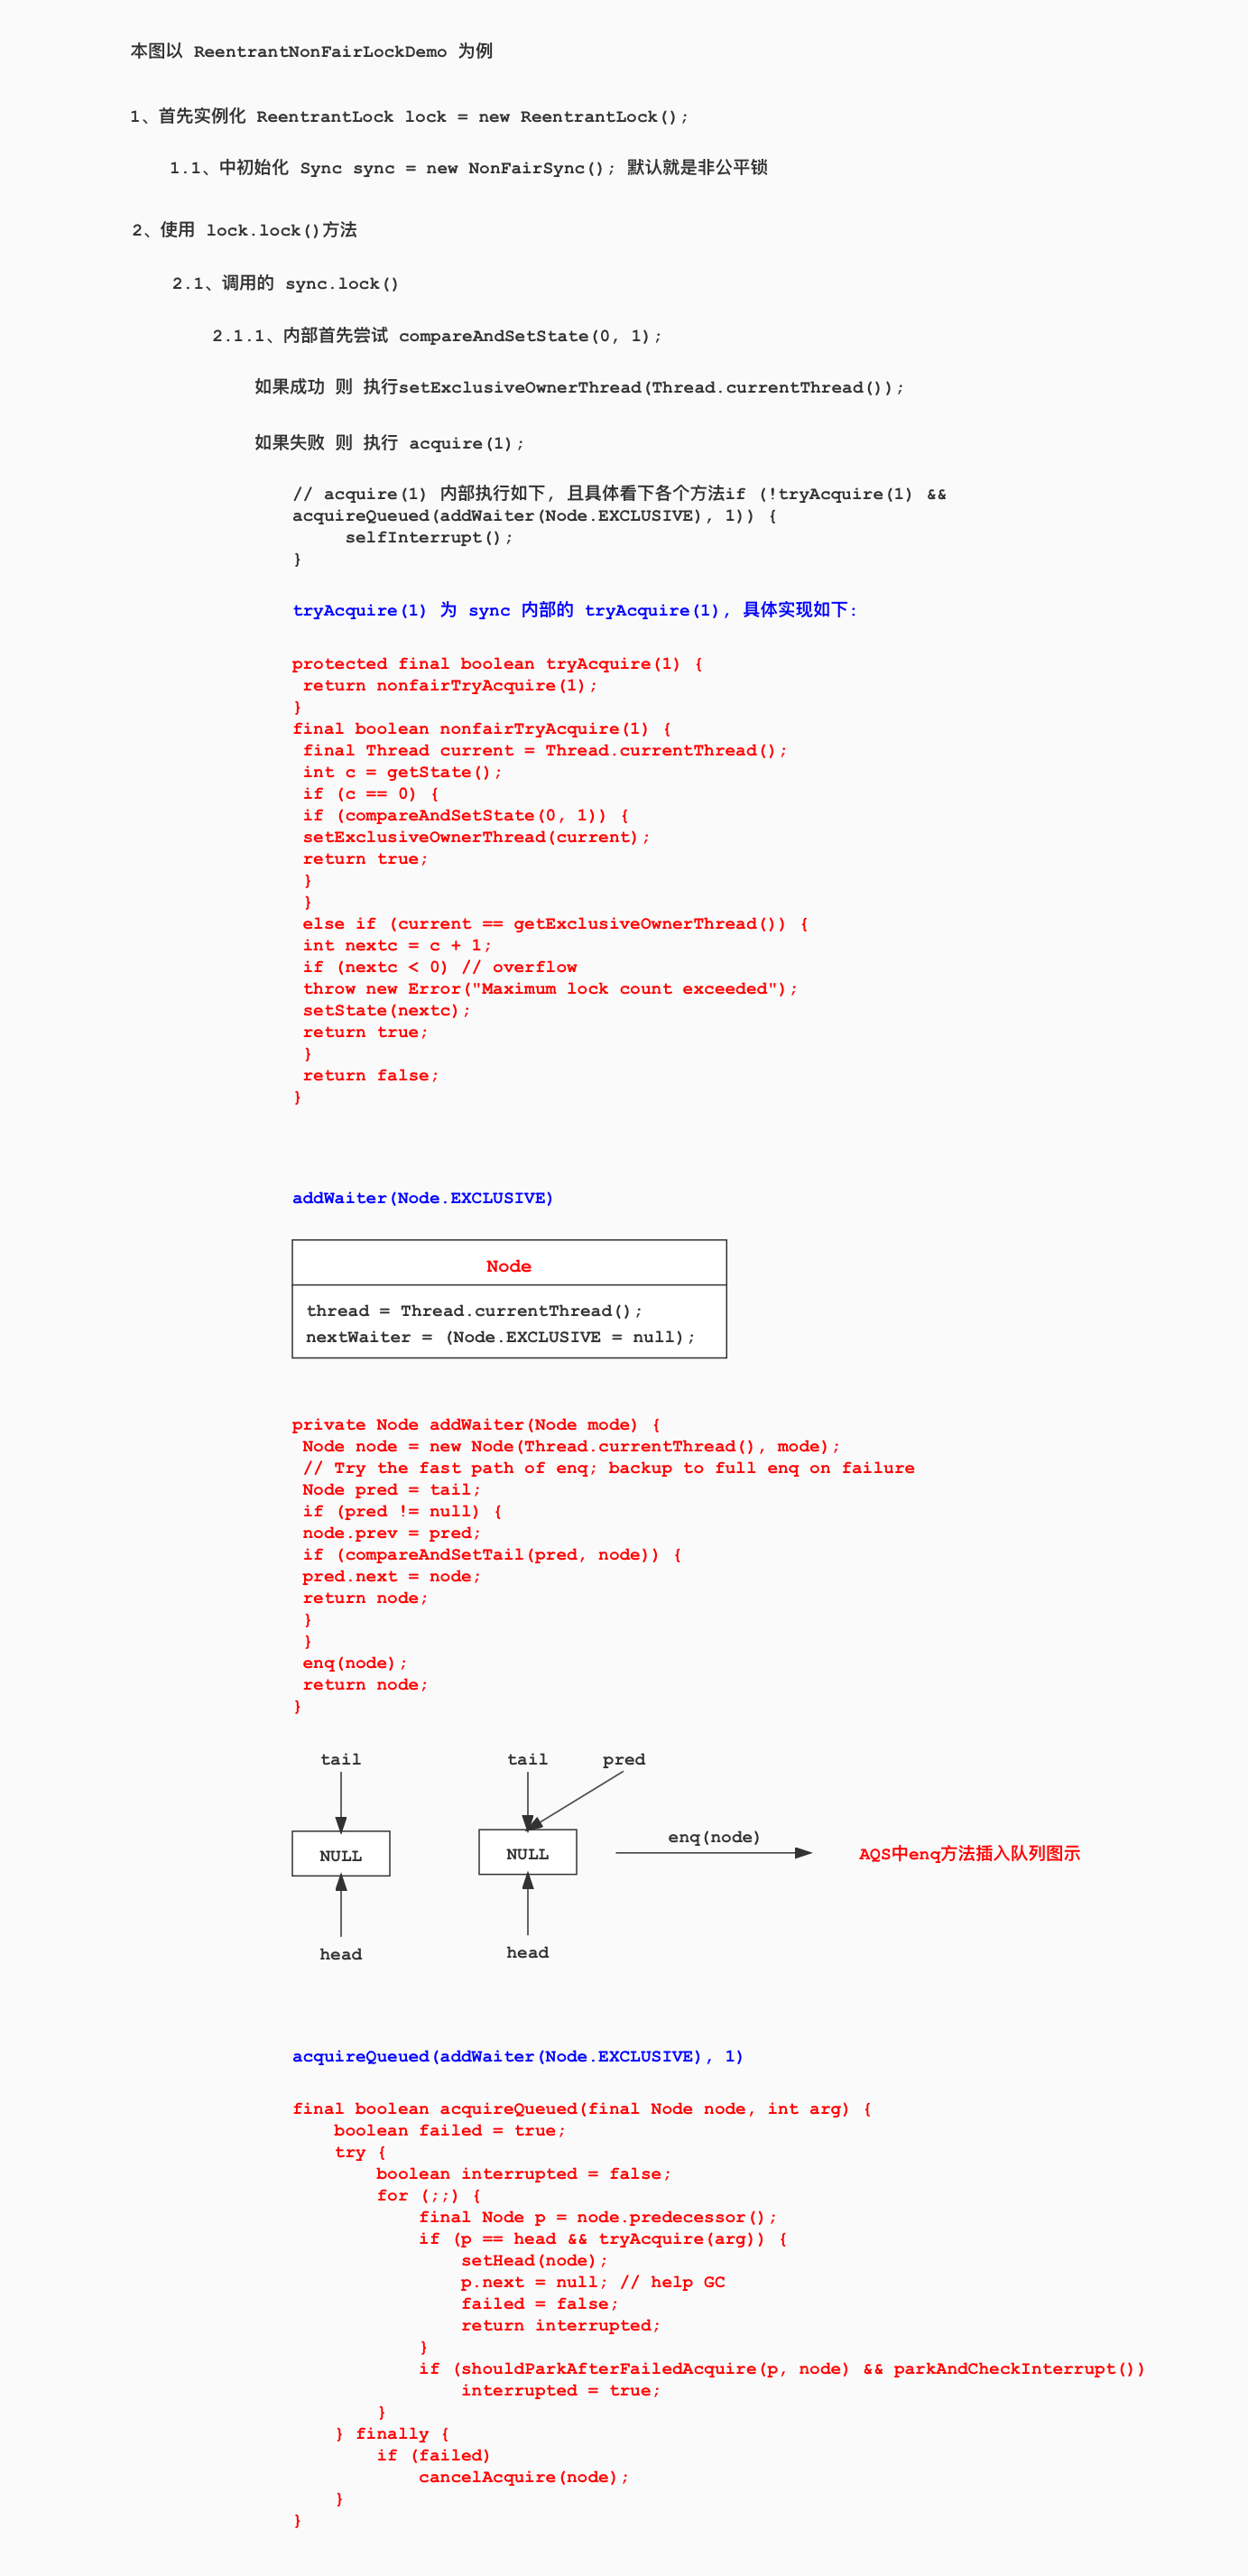 本图以 ReentrantNonFairLockDemo 为例
1、首先实例化 ReentrantLock lock = new ReentrantLock();
1.1、中初始化 Sync sync = new NonFairSync(); 默认就是非公平锁
2、使用 lock.lock()方法
2.1、调用的 sync.lock()
2.1.1、内部首先尝试 compareAndSetState(0, 1);
如果成功 则 执行setExclusiveOwnerThread(Thread.currentThread());
如果失败 则 执行 acquire(1);
// acquire(1) 内部执行如下, 且具体看下各个方法if (!tryAcquire(1) &&
acquireQueued(addWaiter(Node.EXCLUSIVE), 1)) {
     selfInterrupt();
}
tryAcquire(1) 为 sync 内部的 tryAcquire(1), 具体实现如下:
protected final boolean tryAcquire(1) {
 return nonfairTryAcquire(1);
}
final boolean nonfairTryAcquire(1) {
 final Thread current = Thread.currentThread();
 int c = getState();
 if (c == 0) {
 if (compareAndSetState(0, 1)) {
 setExclusiveOwnerThread(current);
 return true;
 }
 }
 else if (current == getExclusiveOwnerThread()) {
 int nextc = c + 1;
 if (nextc < 0) // overflow
 throw new Error("Maximum lock count exceeded");
 setState(nextc);
 return true;
 }
 return false;
}
addWaiter(Node.EXCLUSIVE)
Node
thread = Thread.currentThread();
nextWaiter = (Node.EXCLUSIVE = null);
private Node addWaiter(Node mode) {
 Node node = new Node(Thread.currentThread(), mode);
 // Try the fast path of enq; backup to full enq on failure
 Node pred = tail;
 if (pred != null) {
 node.prev = pred;
 if (compareAndSetTail(pred, node)) {
 pred.next = node;
 return node;
 }
 }
 enq(node);
 return node;
}
tail
NULL
head
tail pred
NULL
head
enq(node)
AQS中enq方法插入队列图示
acquireQueued(addWaiter(Node.EXCLUSIVE), 1)
final boolean acquireQueued(final Node node, int arg) {
    boolean failed = true;
    try {
        boolean interrupted = false;
        for (;;) {
            final Node p = node.predecessor();
            if (p == head && tryAcquire(arg)) {
                setHead(node);
                p.next = null; // help GC
                failed = false;
                return interrupted;
            }
            if (shouldParkAfterFailedAcquire(p, node) && parkAndCheckInterrupt())
                interrupted = true;
        }
    } finally {
        if (failed)
            cancelAcquire(node);
    }
}